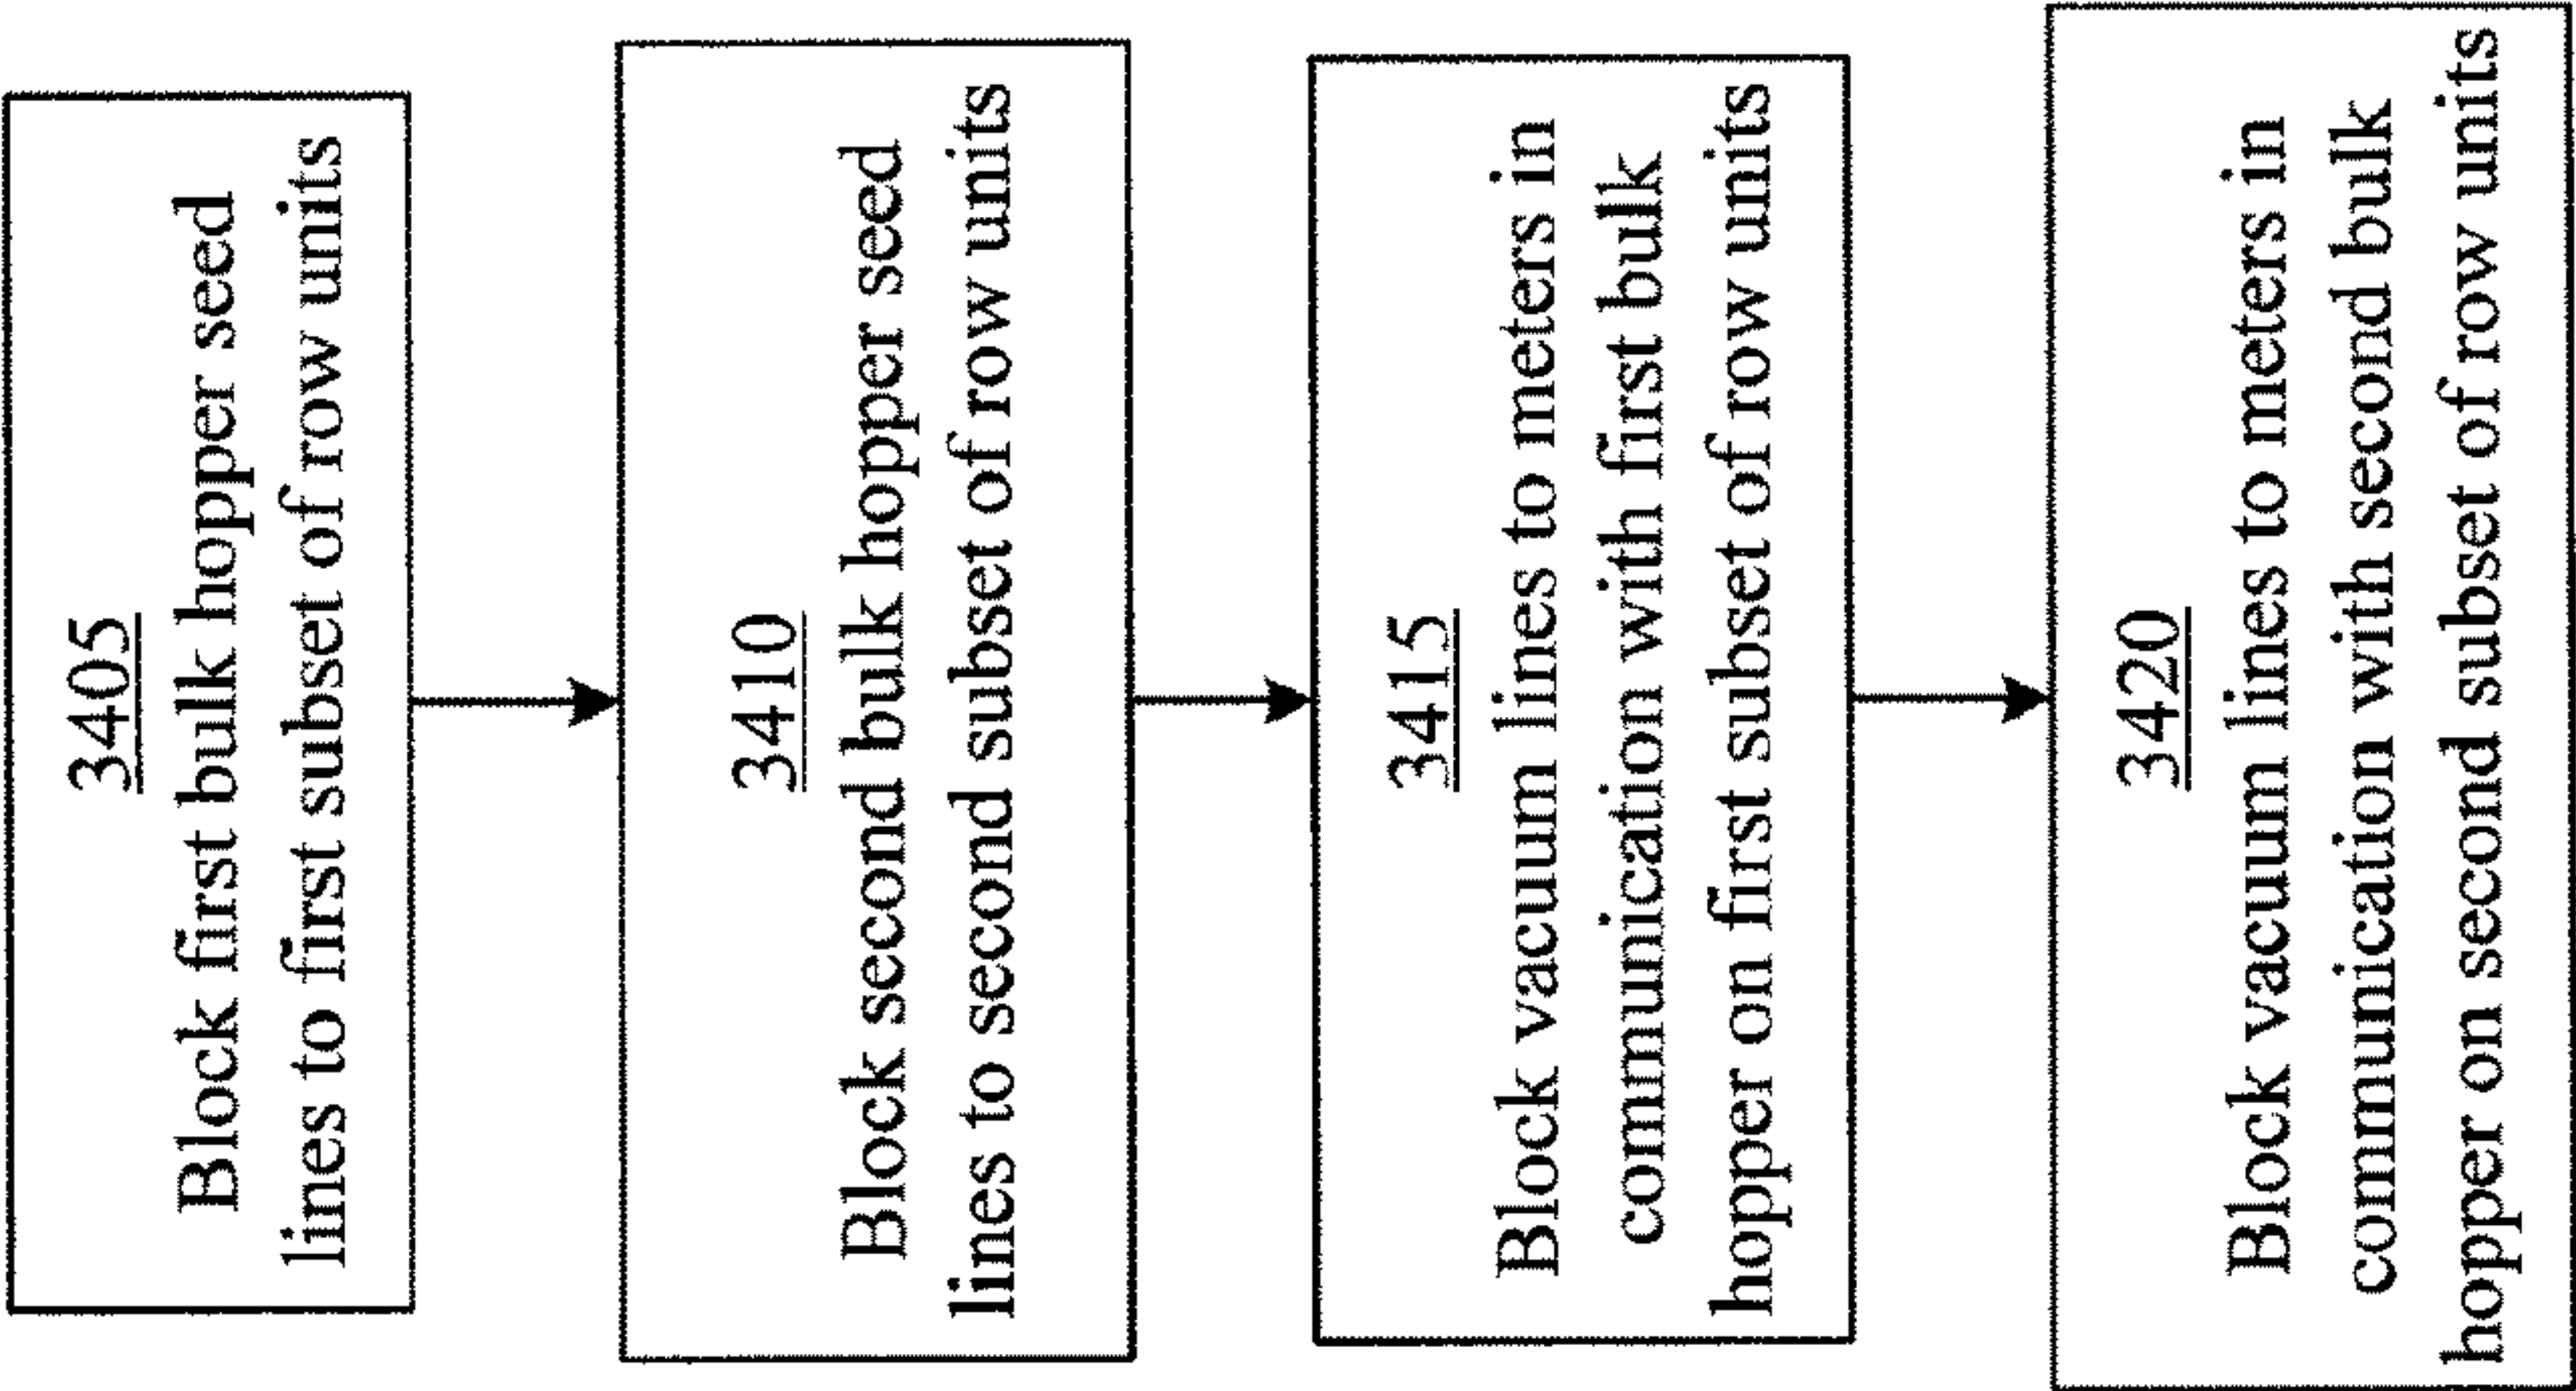 3405
Block first bulk hopper seed
lines to first subset of row units
3410
Block second bulk hopper seed
lines to second subset of row units
3415
Block vacuum lines to meters in
communication with first bulk
hopper on first subset of row units
3420
Block vacuum lines to meters in
communication with second bulk
hopper on second subset of row units